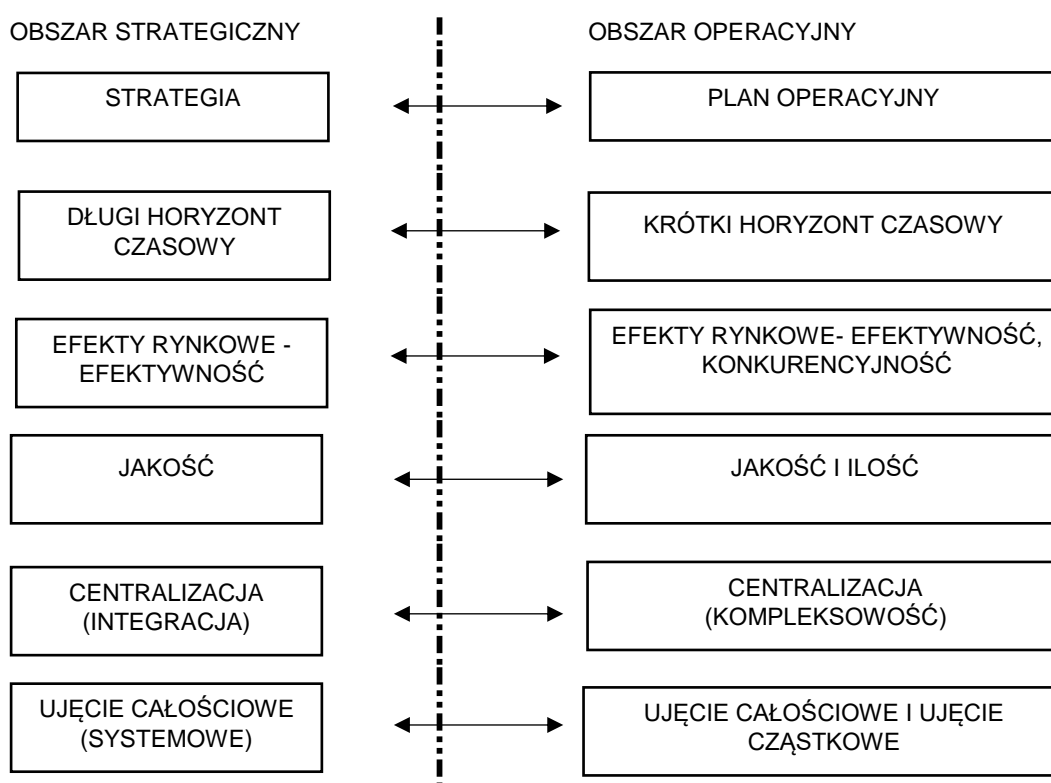 OBSZAR STRATEGICZNY
OBSZAR OPERACYJNY
STRATEGIA
PLAN OPERACYJNY
DŁUGI HORYZONT
CZASOWY
KRÓTKI HORYZONT CZASOWY
EFEKTY RYNKOWE -
EFEKTYWNOŚĆ
EFEKTY RYNKOWE- EFEKTYWNOŚĆ,
KONKURENCYJNOŚĆ
JAKOŚĆ
JAKOŚĆ I ILOŚĆ
CENTRALIZACJA
(INTEGRACJA)
CENTRALIZACJA
(KOMPLEKSOWOŚĆ)
UJĘCIE CAŁOŚCIOWE
(SYSTEMOWE)
UJĘCIE CAŁOŚCIOWE I UJĘCIE
CZĄSTKOWE